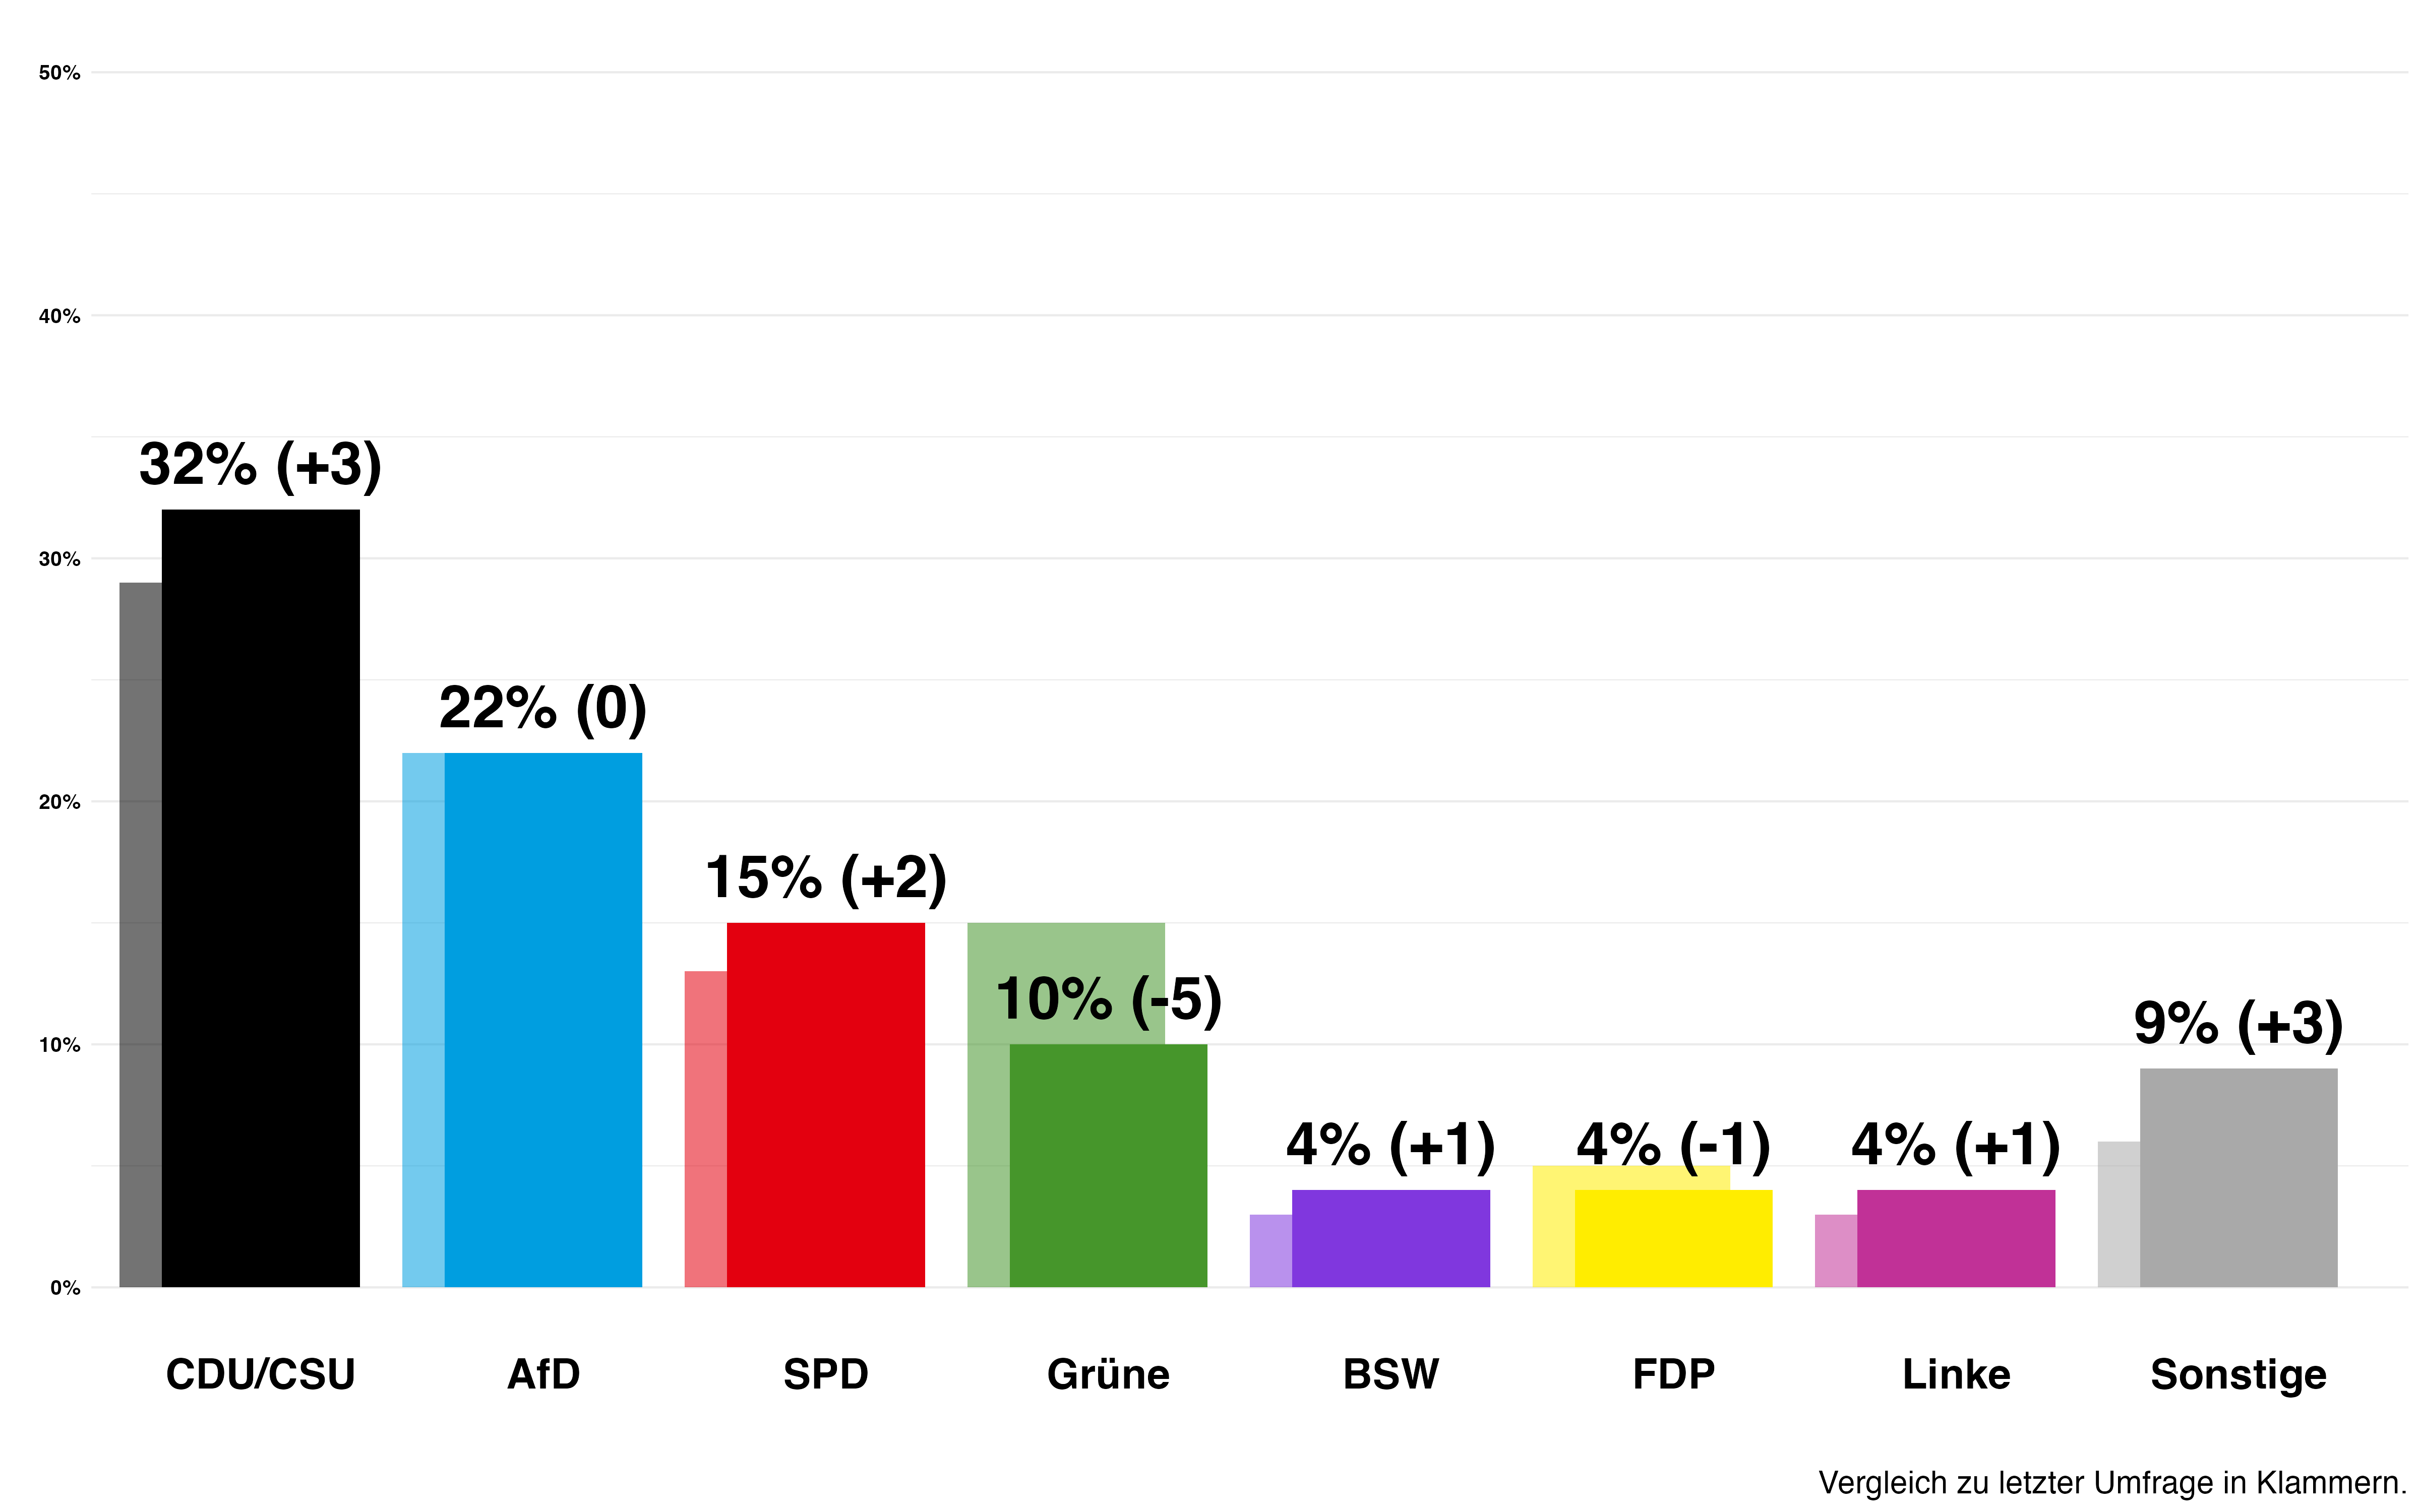 50%
40%
30%
20%
10%
0%
32% (+3)
22% (0)
15% (+2)
10% (-5)
4% (+1)
4% (-1)
4% (+1)
9% (+3)
CDU/CSU
AfD
SPD
Grüne
BSW
FDP
Linke
Sonstige
Vergleich zu letzter Umfrage in Klammern.